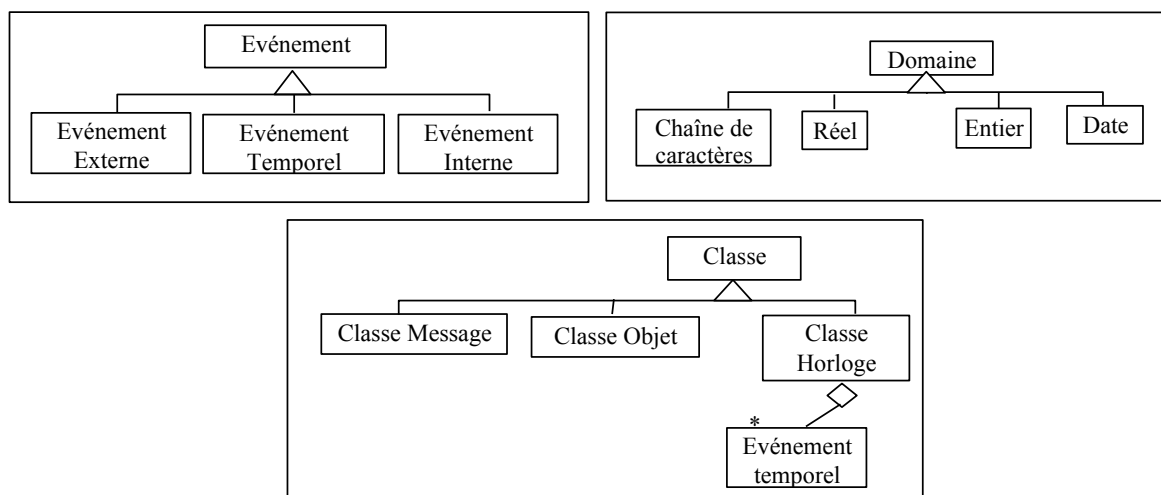 Evénement
Evénement
Externe
Evénement
Temporel
Evénement
Interne
Domaine
Chaîne de
caractères
Réel
Entier
Date
Classe
Classe Message
Classe Objet
Classe
Horloge
*
Evénement
temporel